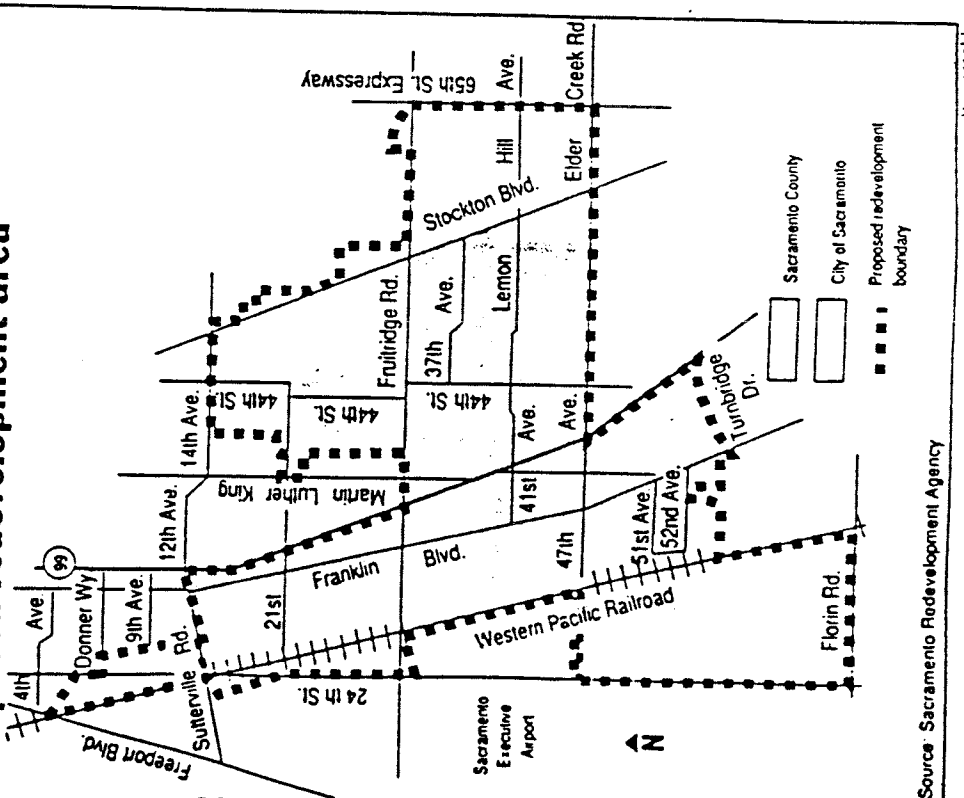 redevelopment area
65th St. Expressway
Ave.
Creek Rd
Hill
Elder
Stockton Blvd.
Fruitridge Rd.
37th
Ave.
Lemon
14th Ave.
44th St.
44th St.
44th St.
Ave.
Ave.
Martin Luther King
12th Ave.
99
Ave.
4th
Donner Wy
9th Ave.
Rd.
Sutterville
Freeport Blvd.
21st
Franklin
Blvd.
41st
47th
51st Ave.
52nd Ave.
Turnbridge
Dr.
24th St.
Western Pacific Railroad
Florin Rd.
Sacramento
Executive
Airport
N
Sacramento County
City of Sacramento
Proposed redevelopment
boundary
Source: Sacramento Redevelopment Agency